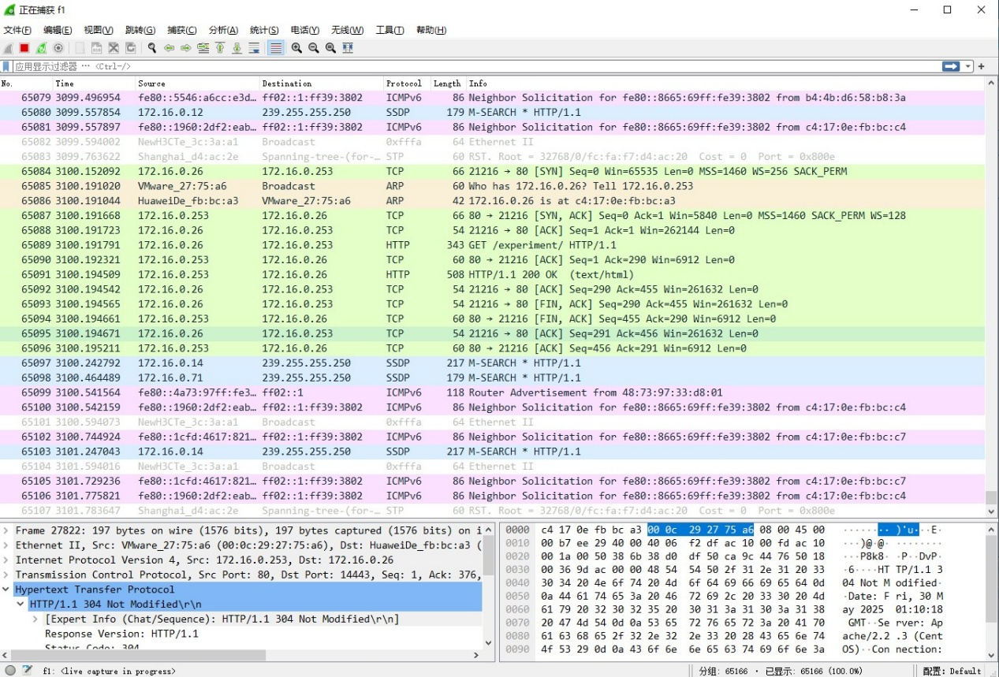 正在捕获 f1
文件(F) 编辑(E) 视图(V) 跳转(G) 捕获(C) 分析(A) 统计(S) 电话(Y) 无线(W) 工具(T) 帮助(H)
应用显示过滤器 … <Ctrl-/>
No. Time Source Destination Protocol Length Info
65079 3099.496954 fe80::5546:a6cc:e3d… ff02::1:ff39:3802 ICMPv6 86 Neighbor Solicitation for fe80::8665:69ff:fe39:3802 from b4:4b:d6:58:b8:3a
65080 3099.557854 172.16.0.12 239.255.255.250 SSDP 179 M-SEARCH * HTTP/1.1
65081 3099.557897 fe80::1960:2df2:eab… ff02::1:ff39:3802 ICMPv6 86 Neighbor Solicitation for fe80::8665:69ff:fe39:3802 from c4:17:0e:fb:bc:c4
65082 3099.594002 NewH3CTe_3c:3a:a1 Broadcast 0xfffa 64 Ethernet II
65083 3099.763622 Shanghai_d4:ac:2e Spanning-tree-(for-… STP 60 RST. Root = 32768/0/fc:fa:f7:d4:ac:20 Cost = 0 Port = 0x800e
65084 3100.152092 172.16.0.26 172.16.0.253 TCP 66 21216 → 80 [SYN] Seq=0 Win=65535 Len=0 MSS=1460 WS=256 SACK_PERM
65085 3100.191020 VMware_27:75:a6 Broadcast ARP 60 Who has 172.16.0.26? Tell 172.16.0.253
65086 3100.191044 HuaweiDe_fb:bc:a3 VMware_27:75:a6 ARP 42 172.16.0.26 is at c4:17:0e:fb:bc:a3
65087 3100.191668 172.16.0.253 172.16.0.26 TCP 66 80 → 21216 [SYN, ACK] Seq=0 Ack=1 Win=5840 Len=0 MSS=1460 SACK_PERM WS=128
65088 3100.191723 172.16.0.26 172.16.0.253 TCP 54 21216 → 80 [ACK] Seq=1 Ack=1 Win=262144 Len=0
65089 3100.191791 172.16.0.26 172.16.0.253 HTTP 343 GET /experiment/ HTTP/1.1
65090 3100.192321 172.16.0.253 172.16.0.26 TCP 60 80 → 21216 [ACK] Seq=1 Ack=290 Win=6912 Len=0
65091 3100.194509 172.16.0.253 172.16.0.26 HTTP 508 HTTP/1.1 200 OK (text/html)
65092 3100.194542 172.16.0.26 172.16.0.253 TCP 54 21216 → 80 [ACK] Seq=290 Ack=455 Win=261632 Len=0
65093 3100.194565 172.16.0.26 172.16.0.253 TCP 54 21216 → 80 [FIN, ACK] Seq=290 Ack=455 Win=261632 Len=0
65094 3100.194661 172.16.0.253 172.16.0.26 TCP 60 80 → 21216 [FIN, ACK] Seq=455 Ack=290 Win=6912 Len=0
65095 3100.194671 172.16.0.26 172.16.0.253 TCP 54 21216 → 80 [ACK] Seq=291 Ack=456 Win=261632 Len=0
65096 3100.195211 172.16.0.253 172.16.0.26 TCP 60 80 → 21216 [ACK] Seq=456 Ack=291 Win=6912 Len=0
65097 3100.242792 172.16.0.14 239.255.255.250 SSDP 217 M-SEARCH * HTTP/1.1
65098 3100.464489 172.16.0.71 239.255.255.250 SSDP 179 M-SEARCH * HTTP/1.1
65099 3100.541564 fe80::4a73:97ff:fe3… ff02::1 ICMPv6 118 Router Advertisement from 48:73:97:33:d8:01
65100 3100.542159 fe80::1960:2df2:eab… ff02::1:ff39:3802 ICMPv6 86 Neighbor Solicitation for fe80::8665:69ff:fe39:3802 from c4:17:0e:fb:bc:c4
65101 3100.594073 NewH3CTe_3c:3a:a1 Broadcast 0xfffa 64 Ethernet II
65102 3100.744924 fe80::1cfd:4617:821… ff02::1:ff39:3802 ICMPv6 86 Neighbor Solicitation for fe80::8665:69ff:fe39:3802 from c4:17:0e:fb:bc:c7
65103 3101.247043 172.16.0.14 239.255.255.250 SSDP 217 M-SEARCH * HTTP/1.1
65104 3101.594016 NewH3CTe_3c:3a:a1 Broadcast 0xfffa 64 Ethernet II
65105 3101.729236 fe80::1cfd:4617:821… ff02::1:ff39:3802 ICMPv6 86 Neighbor Solicitation for fe80::8665:69ff:fe39:3802 from c4:17:0e:fb:bc:c7
65106 3101.775821 fe80::1960:2df2:eab… ff02::1:ff39:3802 ICMPv6 86 Neighbor Solicitation for fe80::8665:69ff:fe39:3802 from c4:17:0e:fb:bc:c4
65107 3101.783647 Shanghai_d4:ac:2e Spanning-tree-(for-… STP 60 RST. Root = 32768/0/fc:fa:f7:d4:ac:20 Cost = 0 Port = 0x800e
Frame 27822: 197 bytes on wire (1576 bits), 197 bytes captured (1576 bits) on i
Ethernet II, Src: VMware_27:75:a6 (00:0c:29:27:75:a6), Dst: HuaweiDe_fb:bc:a3 (
Internet Protocol Version 4, Src: 172.16.0.253, Dst: 172.16.0.26
Transmission Control Protocol, Src Port: 80, Dst Port: 14443, Seq: 1, Ack: 376,
Hypertext Transfer Protocol
HTTP/1.1 304 Not Modified\r\n
[Expert Info (Chat/Sequence): HTTP/1.1 304 Not Modified\r\n]
Response Version: HTTP/1.1
Status Code: 304
0000 c4 17 0e fb bc a3 00 0c 29 27 75 a6 08 00 45 00 ········ )'u···E·
0010 00 b7 ee 29 40 00 40 06 f2 df ac 10 00 fd ac 10 ···)@·@· ········
0020 00 1a 00 50 38 6b 38 d0 df 50 ca 9c 44 76 50 18 ···P8k8· ·P··DvP·
0030 00 36 9d ac 00 00 48 54 54 50 2f 31 2e 31 20 33 ·6····HT TP/1.1 3
0040 30 34 20 4e 6f 74 20 4d 6f 64 69 66 69 65 64 0d 04 Not M odified·
0050 0a 44 61 74 65 3a 20 46 72 69 2c 20 33 30 20 4d ·Date: F ri, 30 M
0060 61 79 20 32 30 32 35 20 30 31 3a 31 30 3a 31 38 ay 2025 01:10:18
0070 20 47 4d 54 0d 0a 53 65 72 76 65 72 3a 20 41 70 GMT··Se rver: Ap
0080 61 63 68 65 2f 32 2e 32 2e 33 20 28 43 65 6e 74 ache/2.2 .3 (Cent
0090 4f 53 29 0d 0a 43 6f 6e 6e 65 63 74 69 6f 6e 3a OS)··Con nection:
f1: <live capture in progress>
分组: 65166 · 已显示: 65166 (100.0%)
配置: Default